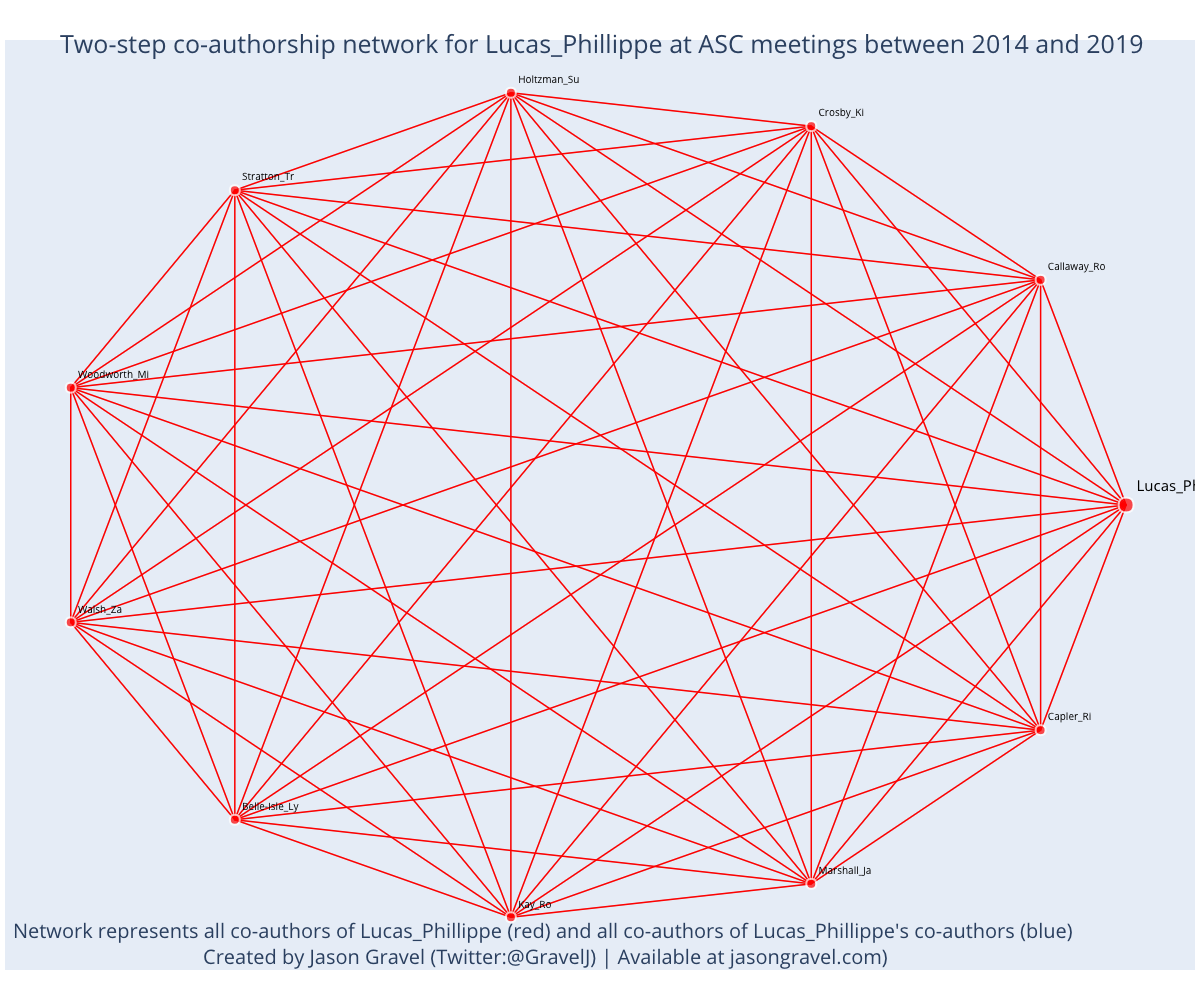 Two-step co-authorship network for Lucas_Phillippe at ASC meetings between 2014 and 2019
Holtzman_Su
Crosby_Ki
Stratton_Tr
Callaway_Ro
Woodworth_Mi
Lucas_Ph
Walsh_Za
Capler_Ri
Belle-Isle_Ly
Marshall_Ja
Kay_Ro
Network represents all co-authors of Lucas_Phillippe (red) and all co-authors of Lucas_Phillippe's co-authors (blue)
Created by Jason Gravel (Twitter:@GravelJ) | Available at jasongravel.com)